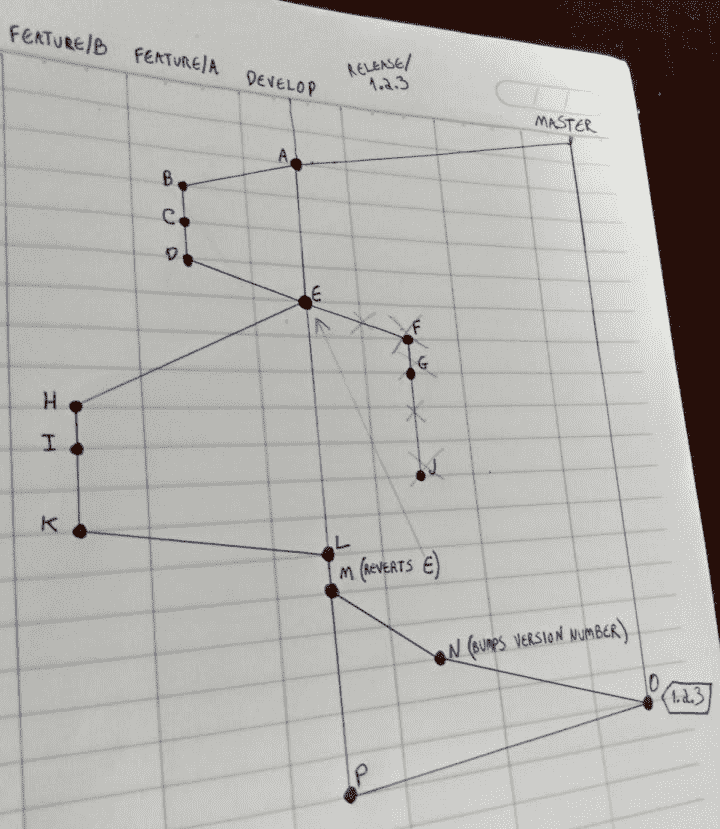 FEATURE/B
FEATURE/A
DEVELOP
RELEASE/
1.2.3
MASTER
A
B
C
D
E
F
G
H
I
J
K
L
M (REVERTS E)
N (BUMPS VERSION NUMBER)
O
1.2.3
P